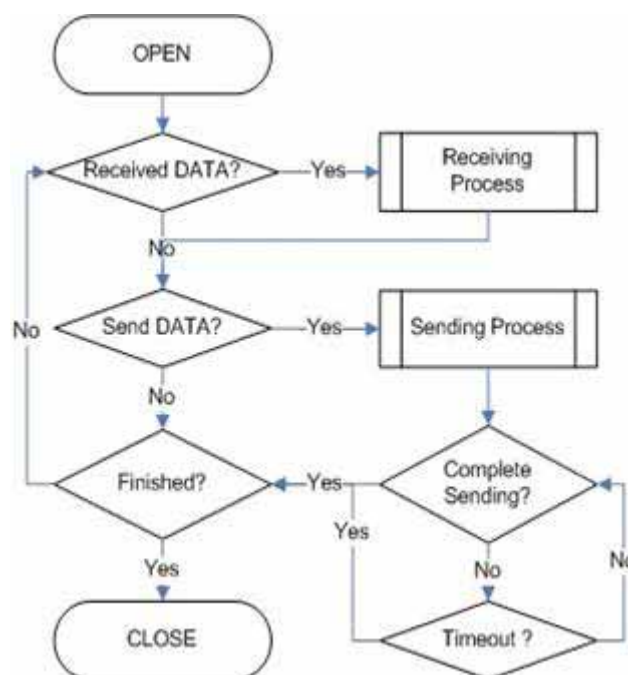 OPEN
Received DATA?
Yes
Receiving
Process
No
Send DATA?
Yes
Sending Process
No
No
Finished?
Yes
Complete
Sending?
Yes
No
No
Yes
CLOSE
Timeout ?